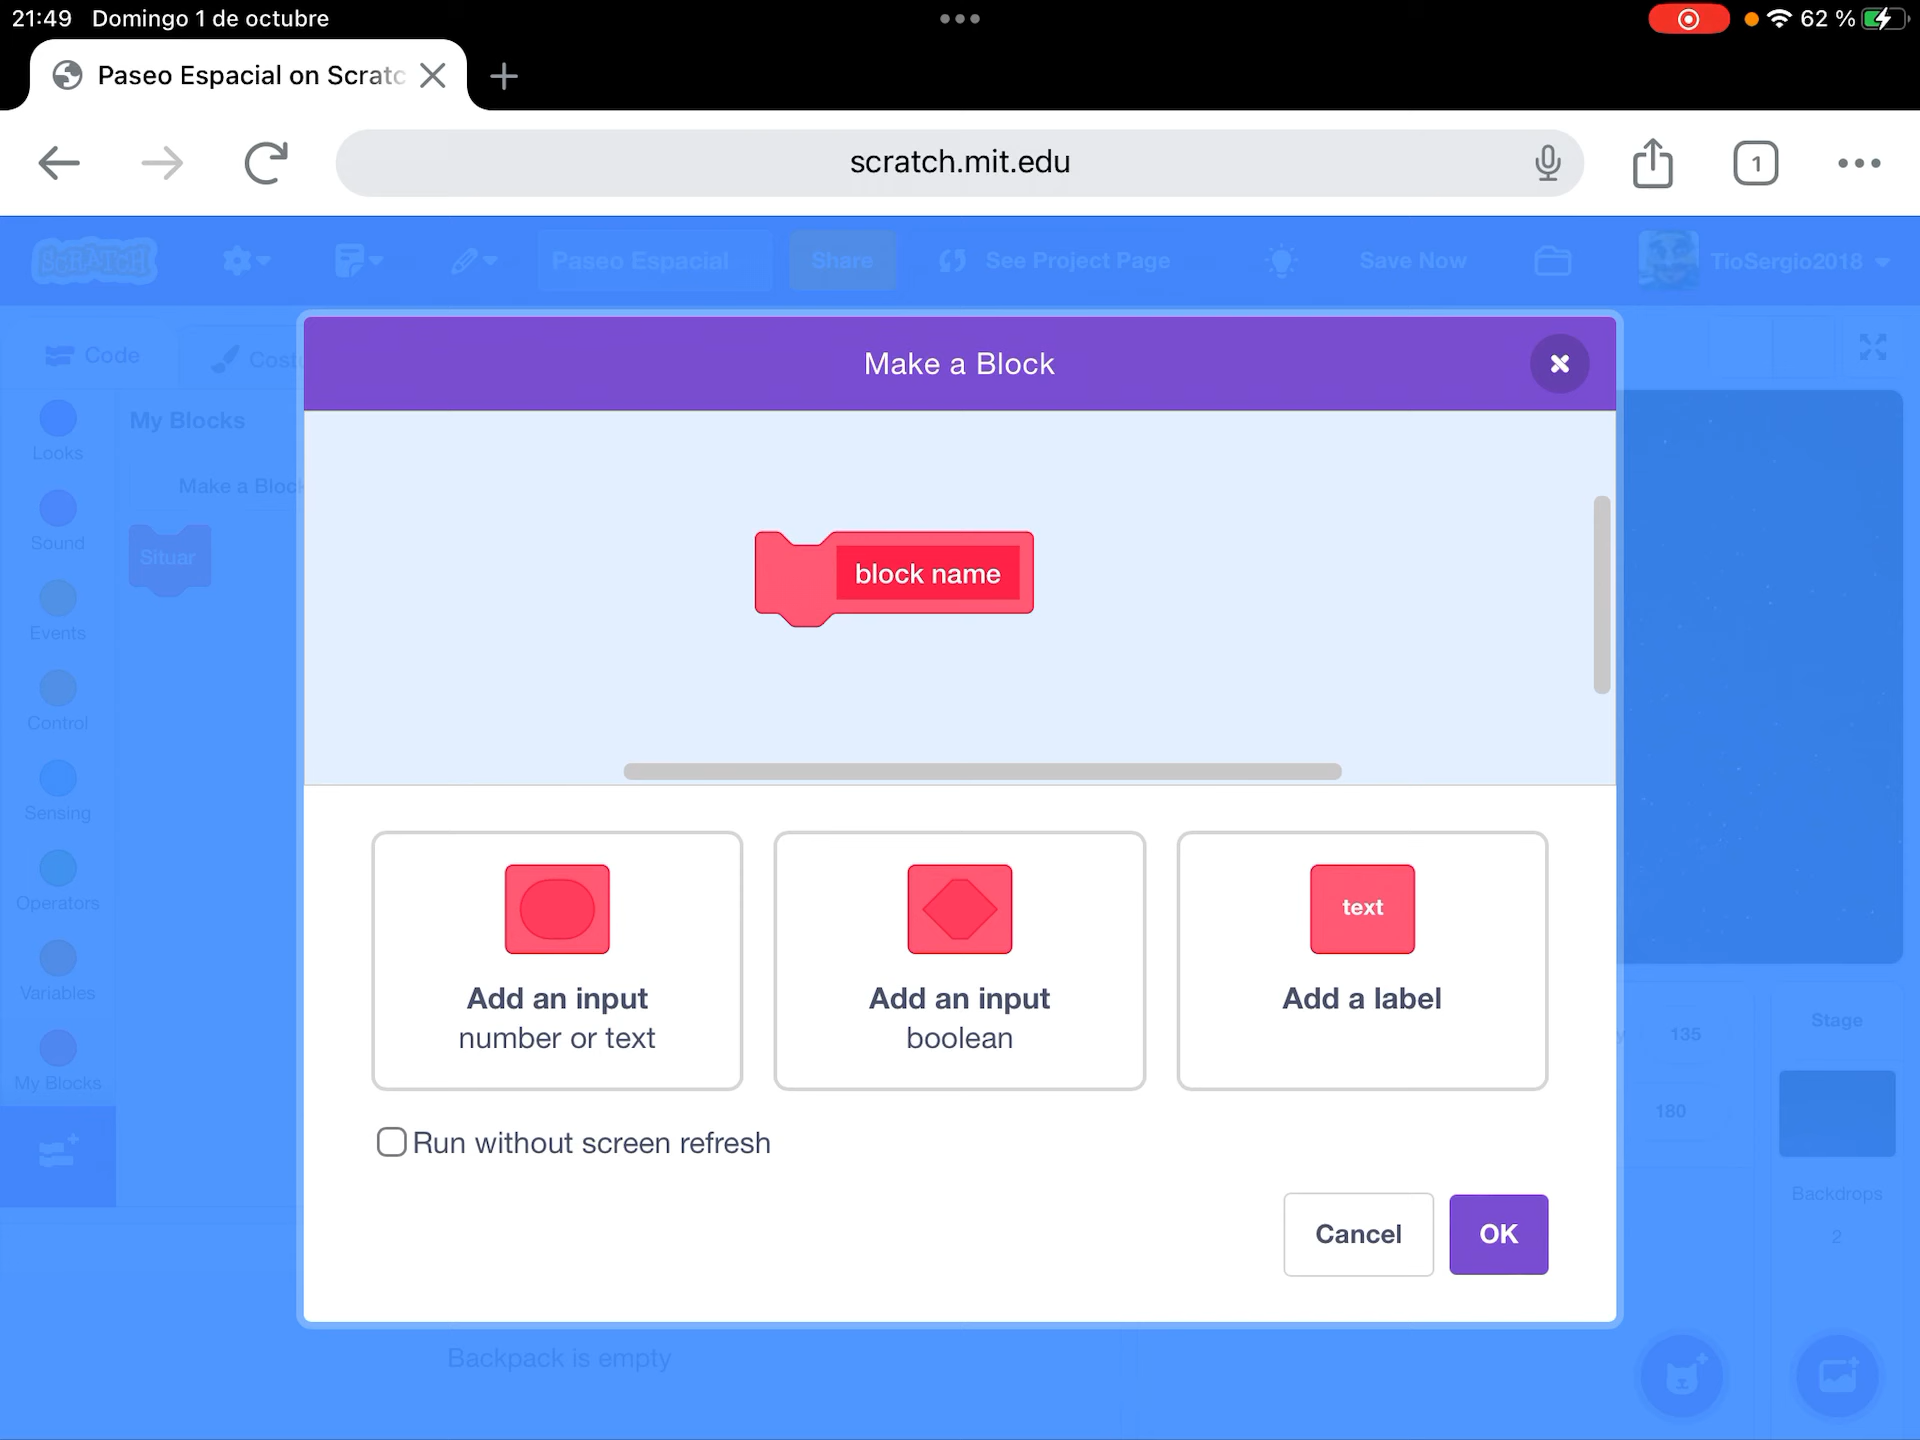 21:49 Domingo 1 de octubre
62 %
Paseo Espacial on Scratc
scratch.mit.edu
1
SCRATCH
Paseo Espacial
Share
See Project Page
Save Now
TioSergio2018
Code
Costu
Make a Block
My Blocks
Looks
Make a Block
Sound
Situar
block name
Events
Control
Sensing
Operators
text
Variables
Add an input
number or text
Add an input
boolean
Add a label
y 135
Stage
My Blocks
180
Run without screen refresh
Backdrops
2
Cancel
OK
Backpack is empty